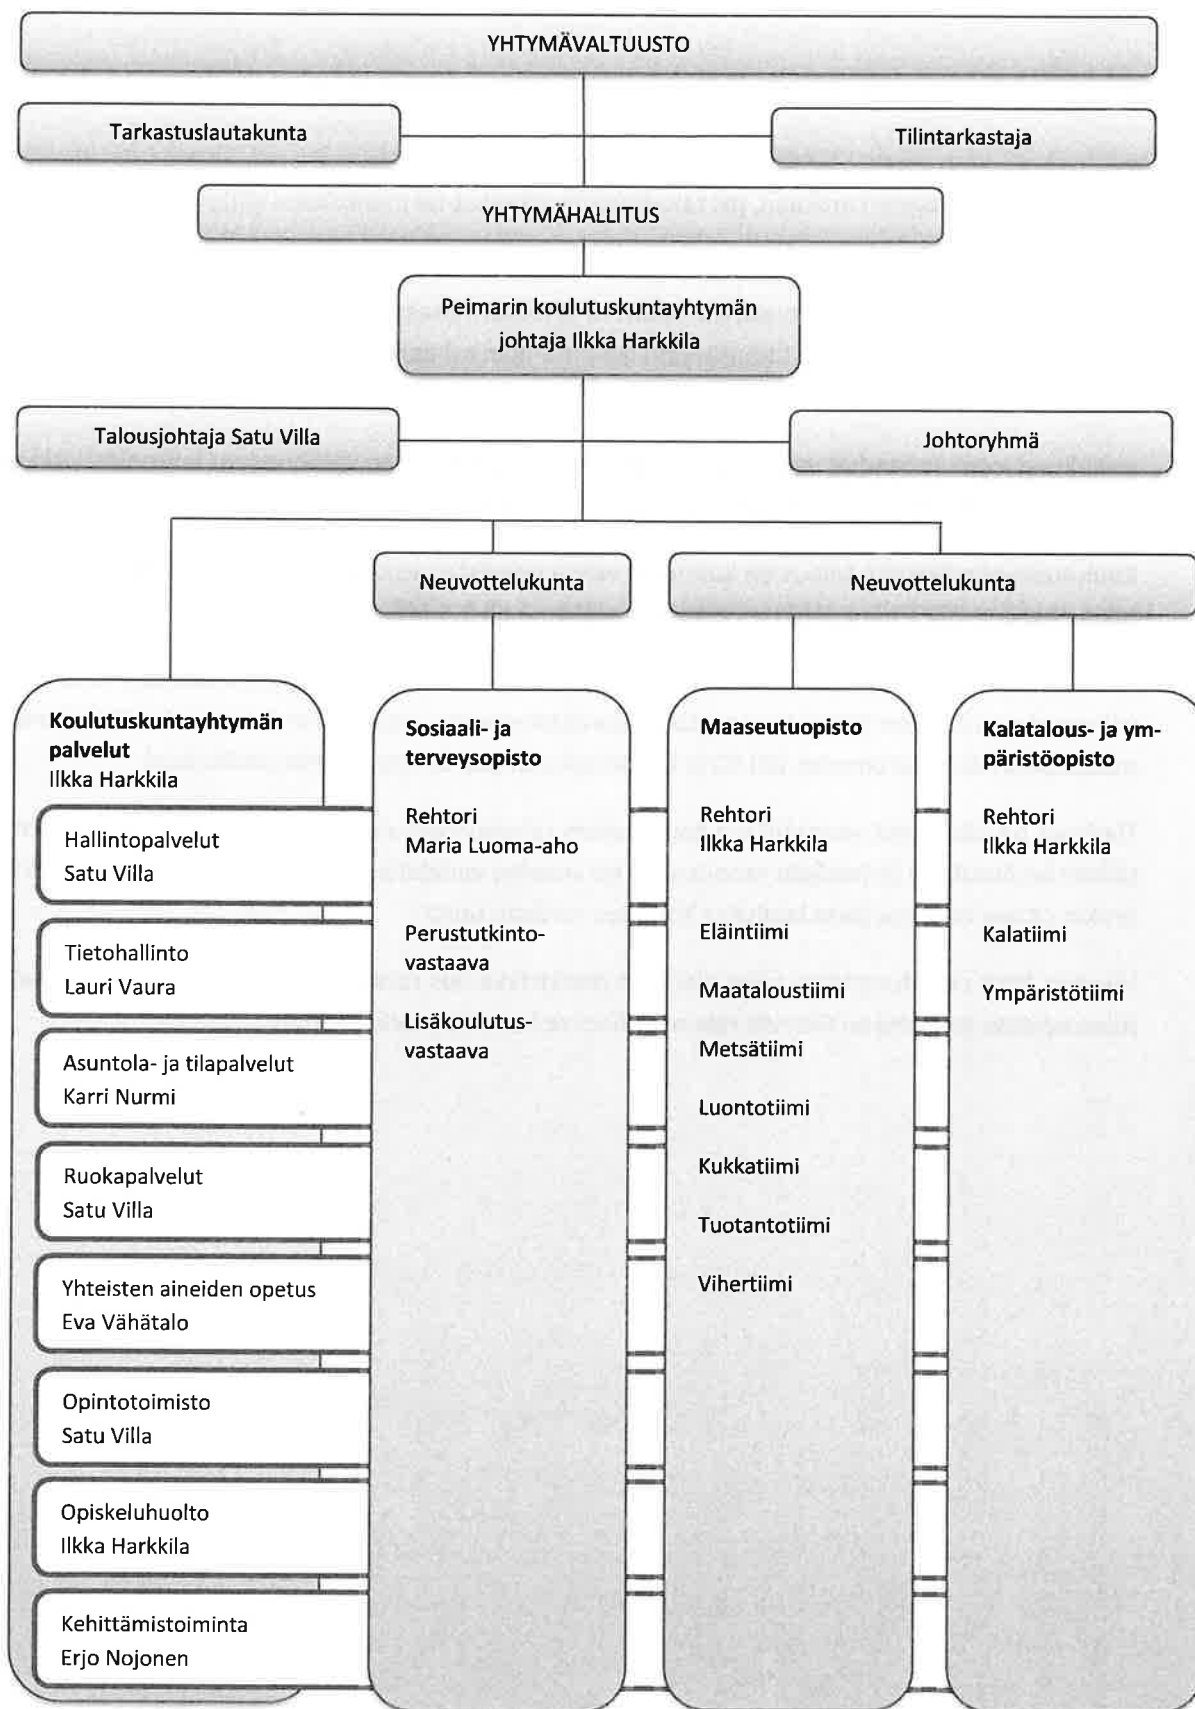 YHTYMÄVALTUUSTO
Tarkastuslautakunta
Tilintarkastaja
YHTYMÄHALLITUS
Peimarin koulutuskuntayhtymän
johtaja Ilkka Harkkila
Talousjohtaja Satu Villa
Johtoryhmä
Neuvottelukunta
Neuvottelukunta
Koulutuskuntayhtymän
palvelut
Ilkka Harkkila
Hallintopalvelut
Satu Villa
Tietohallinto
Lauri Vaura
Asuntola- ja tilapalvelut
Karri Nurmi
Ruokapalvelut
Satu Villa
Yhteisten aineiden opetus
Eva Vähätalo
Opintotoimisto
Satu Villa
Opiskeluhuolto
Ilkka Harkkila
Kehittämistoiminta
Erjo Nojonen
Sosiaali- ja
terveysopisto
Rehtori
Maria Luoma-aho
Perustutkinto-
vastaava
Lisäkoulutus-
vastaava
Maaseutuopisto
Rehtori
Ilkka Harkkila
Eläintiimi
Maataloustiimi
Metsätiimi
Luontotiimi
Kukkatiimi
Tuotantotiimi
Vihertiimi
Kalatalous- ja ym-
päristöopisto
Rehtori
Ilkka Harkkila
Kalatiimi
Ympäristötiimi